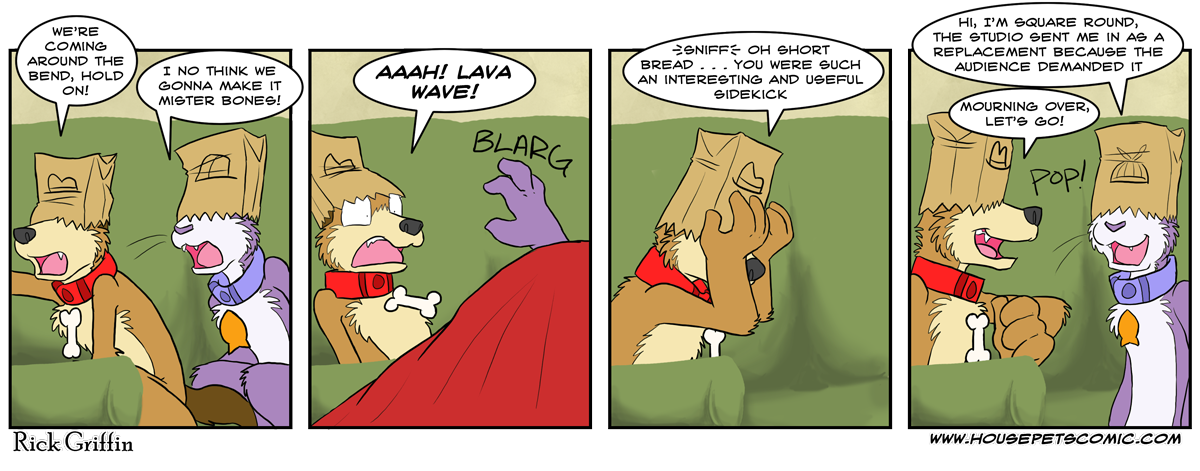 WE'RE
COMING
AROUND THE
BEND, HOLD
ON!
I NO THINK WE
GONNA MAKE IT
MISTER BONES!
AAAH! LAVA
WAVE!
BLARG
SNIFF OH SHORT
BREAD . . . YOU WERE SUCH
AN INTERESTING AND USEFUL
SIDEKICK
HI, I'M SQUARE ROUND,
THE STUDIO SENT ME IN AS A
REPLACEMENT BECAUSE THE
AUDIENCE DEMANDED IT
MOURNING OVER,
LET'S GO!
POP!
Rick Griffin
WWW.HOUSEPETSCOMIC.COM